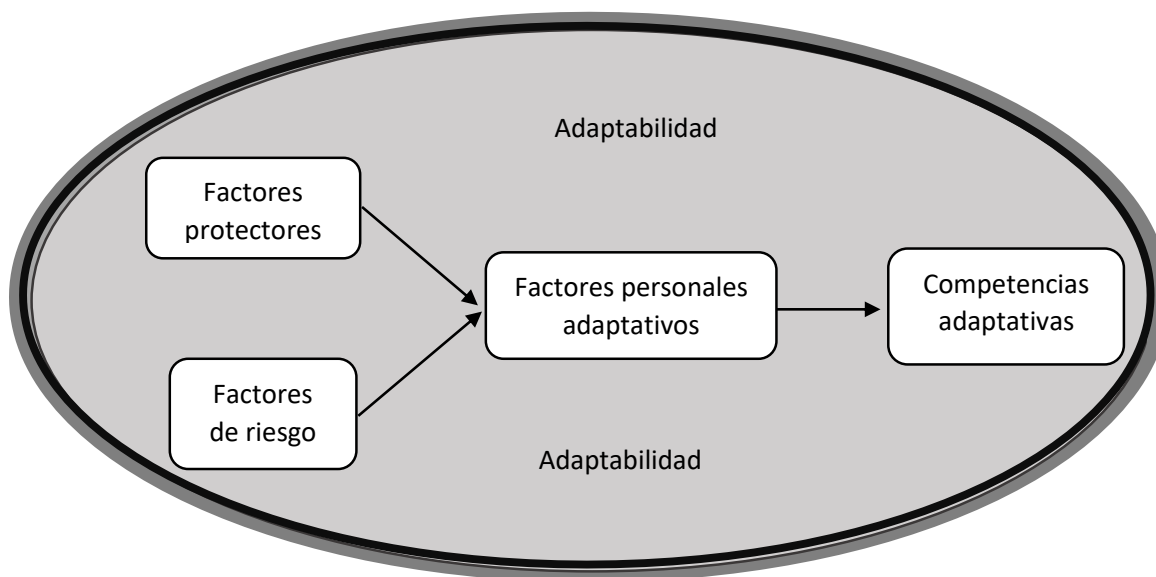 Adaptabilidad
Factores
protectores
Factores personales
adaptativos
Competencias
adaptativas
Factores
de riesgo
Adaptabilidad